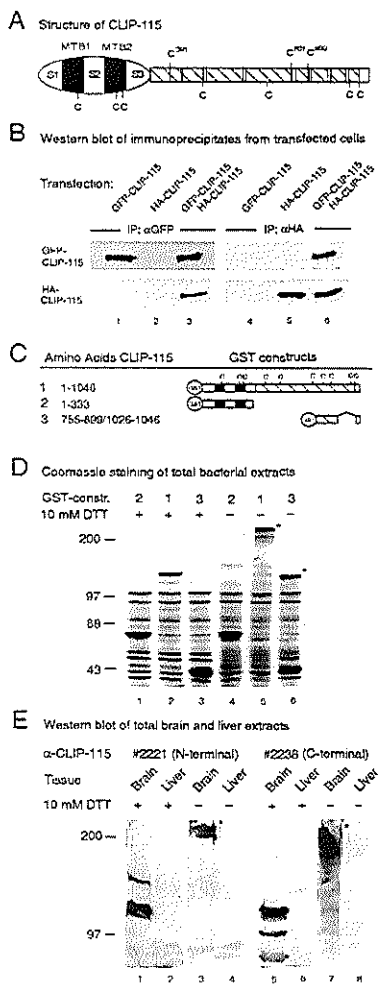 A Structure of CLIP-115
MTB1 MTB2
S1 S2 S3
C C C C C C C
B Western blot of immunoprecipitates from transfected cells
Transfection:
GFP-CLIP-115 HA-CLIP-115 GFP-CLIP-115 HA-CLIP-115 GFP-CLIP-115 HA-CLIP-115 GFP-CLIP-115 HA-CLIP-115
IP; αGFP IP; αHA
GFP-CLIP-115
HA-CLIP-115
1 2 3 4 5 6
C Amino Acids CLIP-115 GST constructs
1 1-1046
2 1-333
3 755-899/1026-1046
D Coomassie staining of total bacterial extracts
GST-constr. 2 1 3 2 1 3
10 mM DTT + + + - - -
200
97
43
1 2 3 4 5 6
E Western blot of total brain and liver extracts
α-CLIP-115 #2221 (N-terminal) #2238 (C-terminal)
Tissue Brain Liver Brain Liver Brain Liver Brain Liver
10 mM DTT + + - - + + - -
200
97
1 2 3 4 5 6 7 8